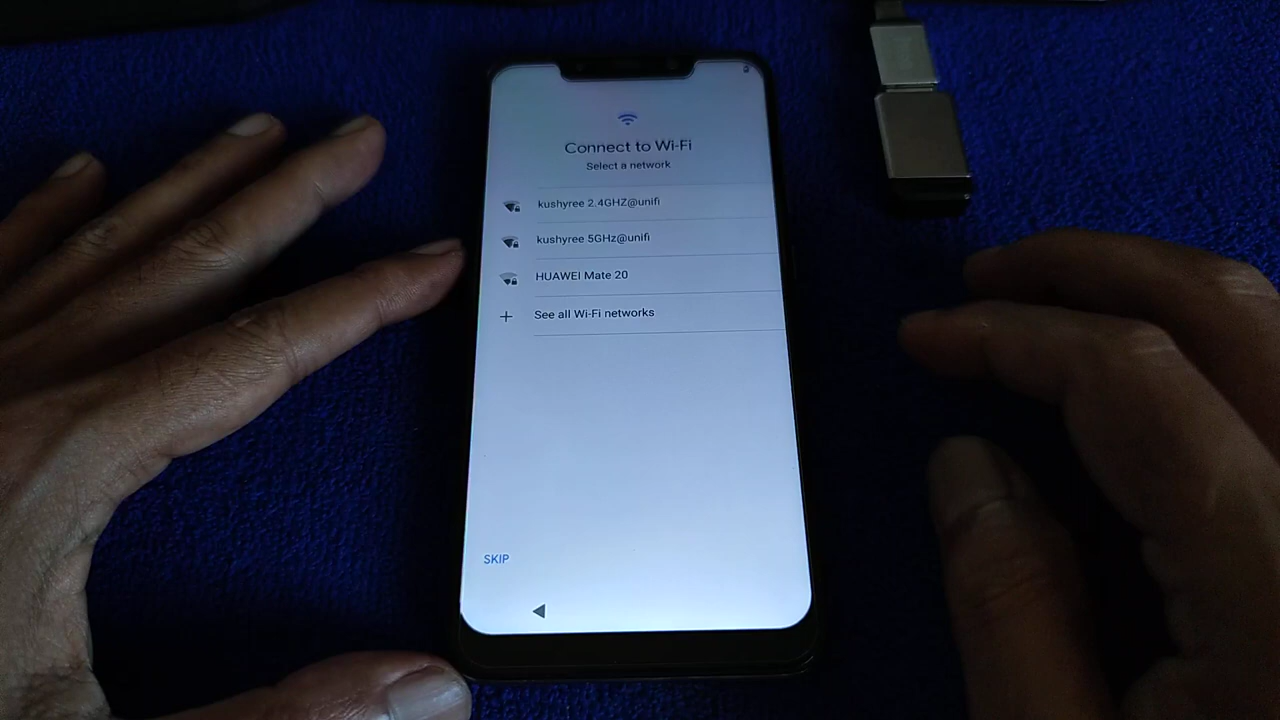 Connect to Wi-Fi
Select a network
kushyree 2.4GHZ@unifi
kushyree 5GHz@unifi
HUAWEI Mate 20
See all Wi-Fi networks
SKIP